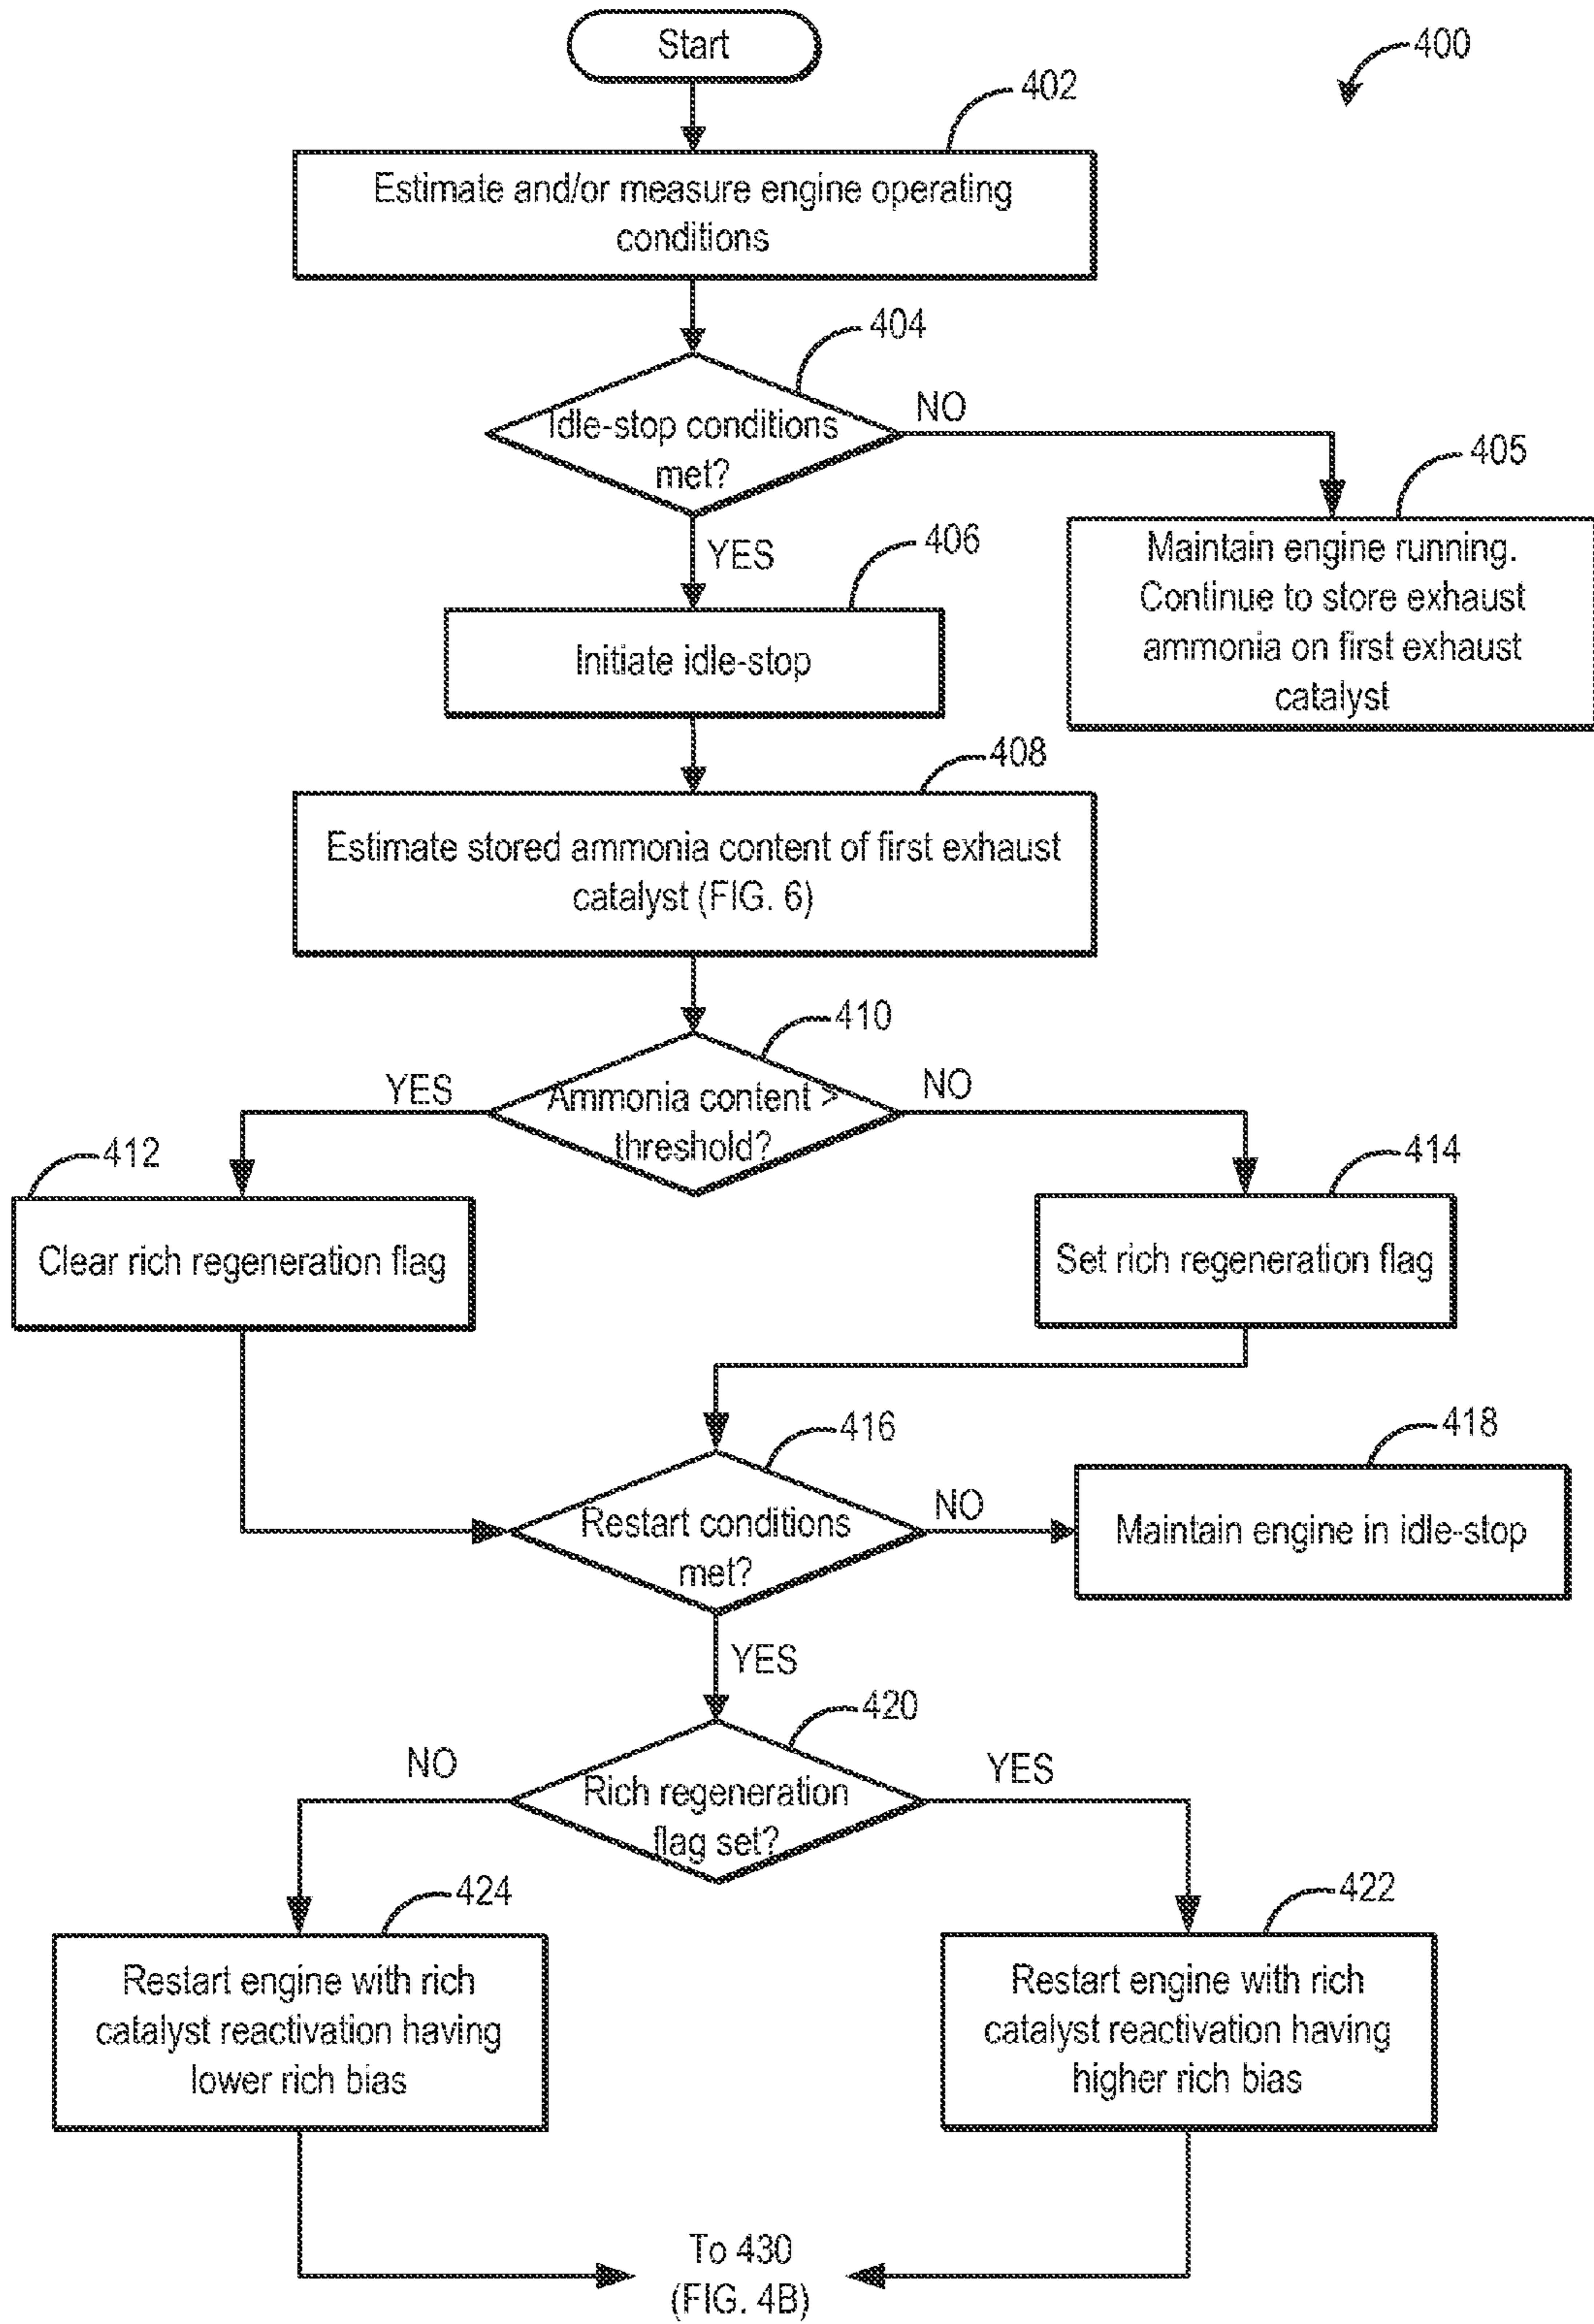 Start
400
402
Estimate and/or measure engine operating
conditions
404
Idle-stop conditions
met?
NO
YES
405
Maintain engine running.
Continue to store exhaust
ammonia on first exhaust
catalyst
406
Initiate idle-stop
408
Estimate stored ammonia content of first exhaust
catalyst (FIG. 6)
410
Ammonia content >
threshold?
YES
NO
412
Clear rich regeneration flag
414
Set rich regeneration flag
416
Restart conditions
met?
NO
YES
418
Maintain engine in idle-stop
420
Rich regeneration
flag set?
NO
YES
424
Restart engine with rich
catalyst reactivation having
lower rich bias
422
Restart engine with rich
catalyst reactivation having
higher rich bias
To 430
(FIG. 4B)